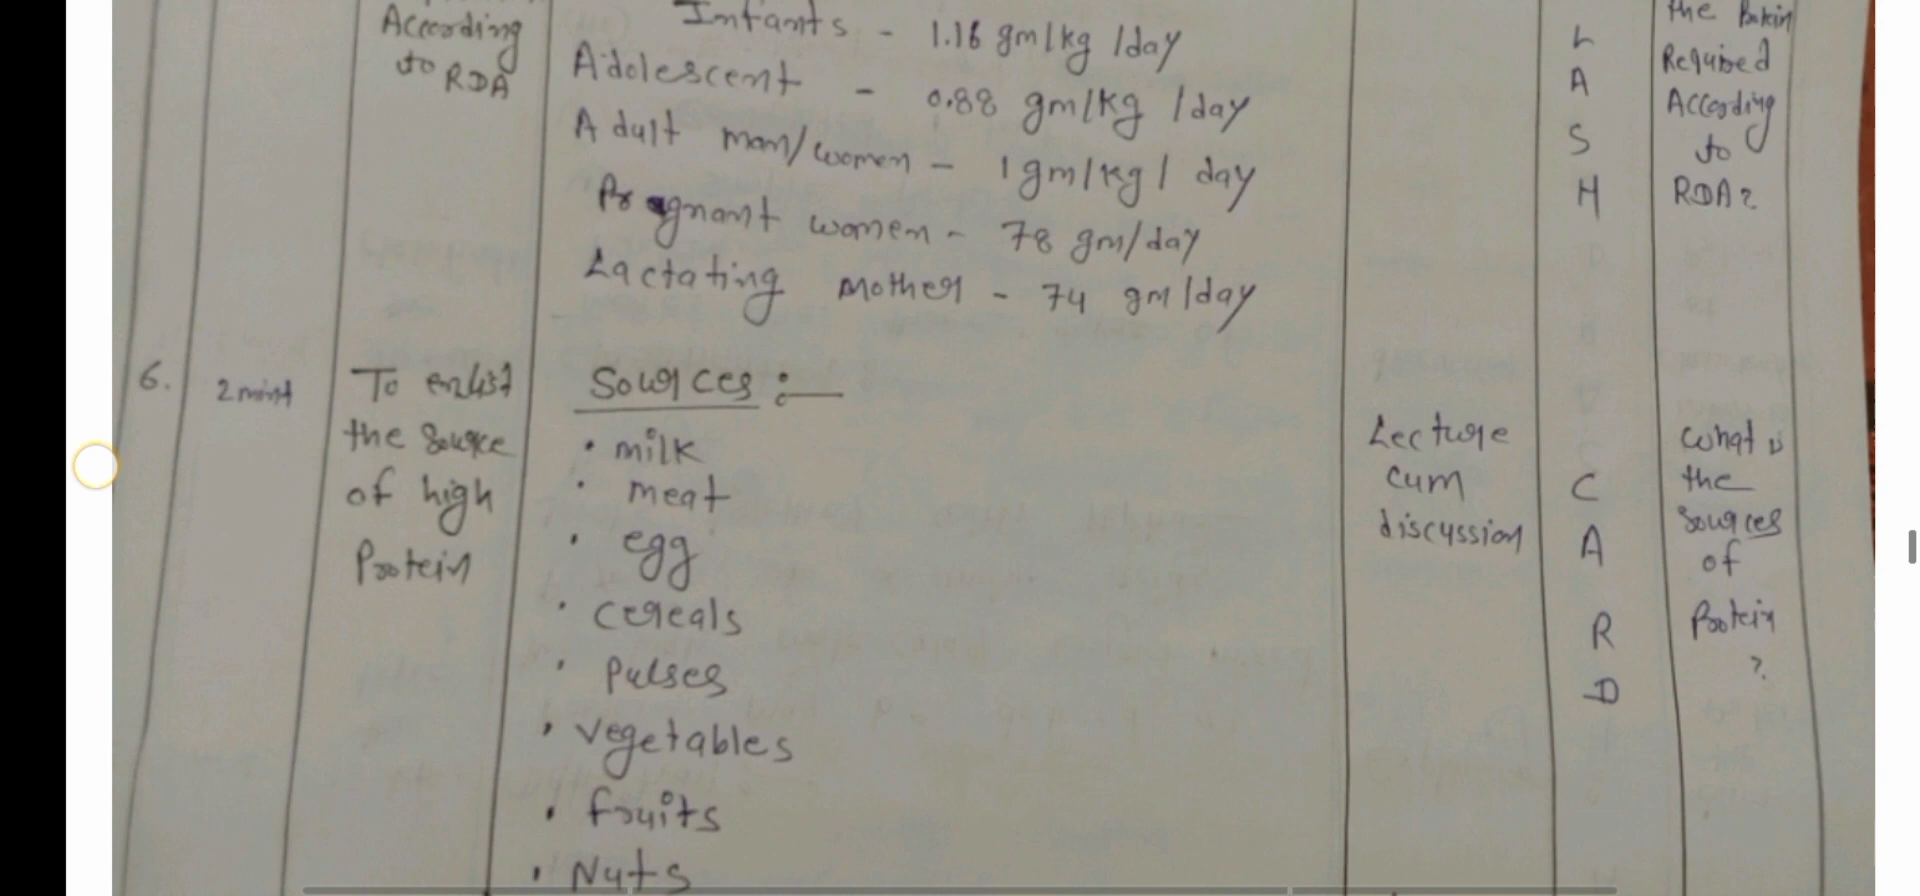 According
to RDA
Infants - 1.16 gm/kg /day
Adolescent - 0.88 gm/kg /day
Adult man/women - 1 gm/kg / day
Pregnant women - 78 gm/day
Lactating mother - 74 gm/day
L
A
S
H
the
Required
According
to
RDA?
6.
2 mint
To enlist
the source
of high
Protein
Sources :-
• milk
• meat
• egg
• cereals
• Pulses
• vegetables
• fruits
• Nuts
Lecture
cum
discussion
C
A
R
D
What is
the
sources
of
Protein
?